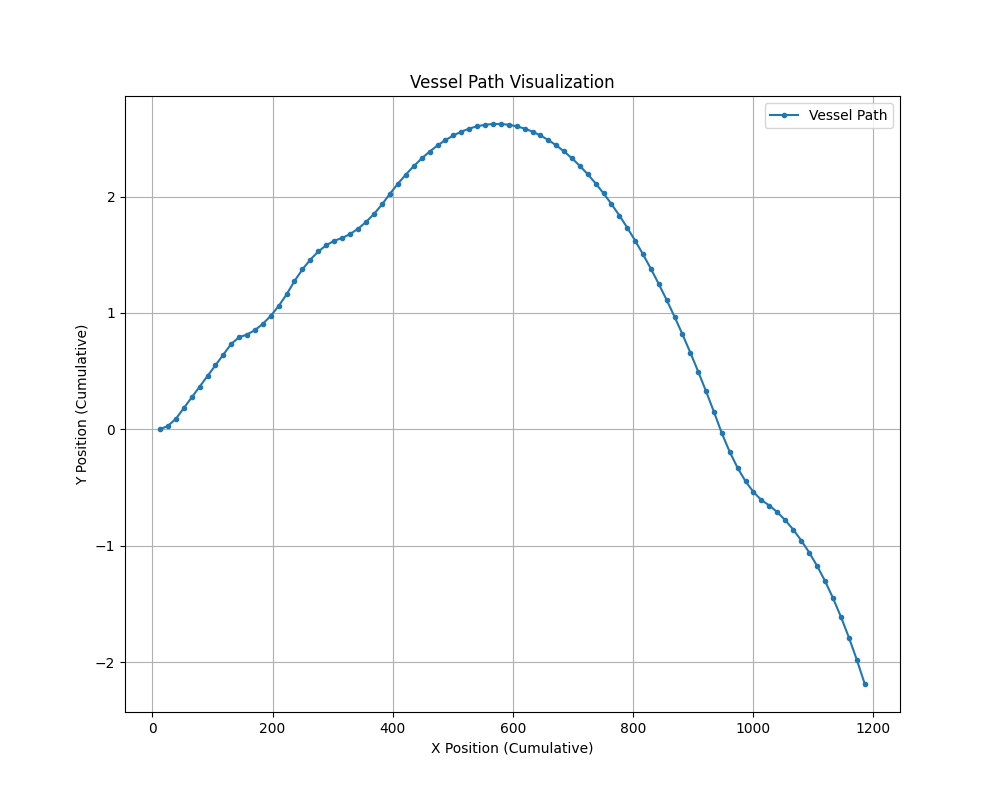 Vessel Path Visualization
Vessel Path
Y Position (Cumulative)
2
1
0
−1
−2
0 200 400 600 800 1000 1200
X Position (Cumulative)